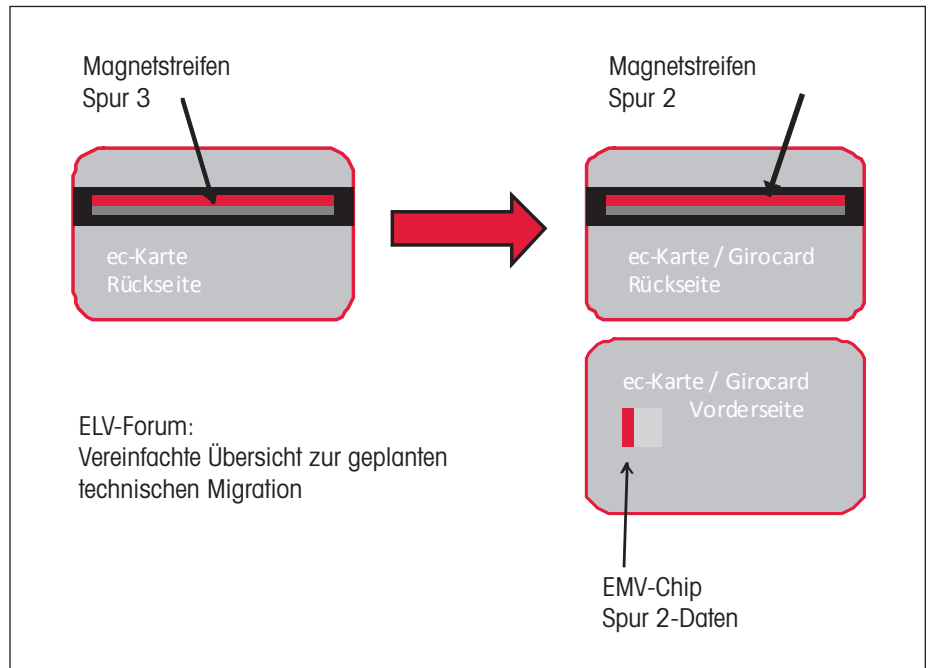 Magnetstreifen
Spur 3
ec-Karte
Rückseite
ELV-Forum:
Vereinfachte Übersicht zur geplanten
technischen Migration
Magnetstreifen
Spur 2
ec-Karte / Girocard
Rückseite
ec-Karte / Girocard
Vorderseite
EMV-Chip
Spur 2-Daten